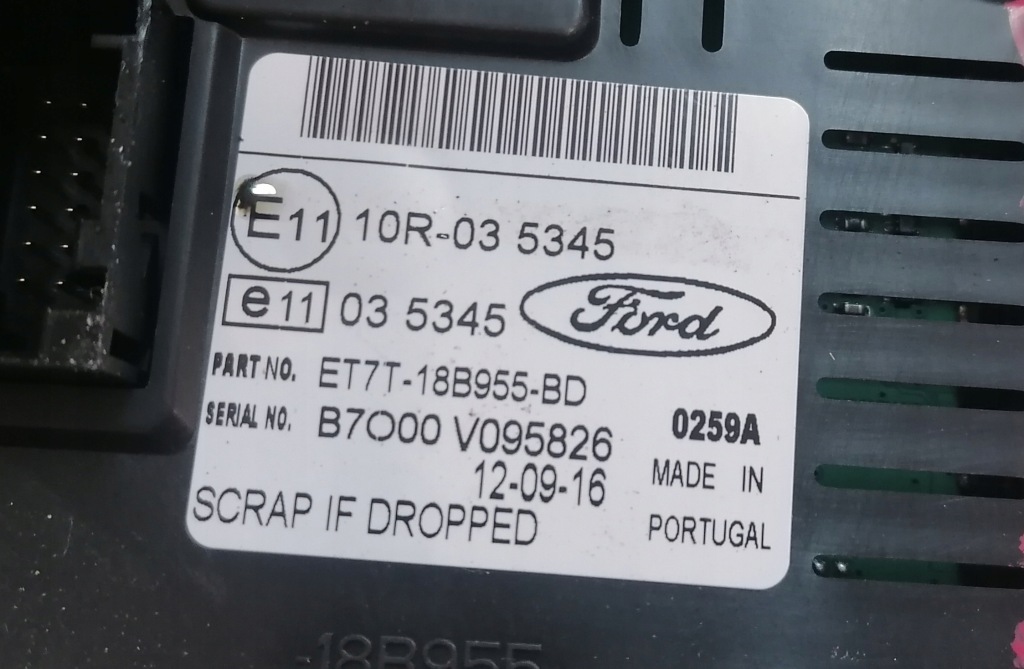 E11 10R-03 5345
e11 03 5345 Ford
PART NO. ET7T-18B955-BD
SERIAL NO. B7O00 V095826 0259A
12-09-16 MADE IN
SCRAP IF DROPPED PORTUGAL
-18B955